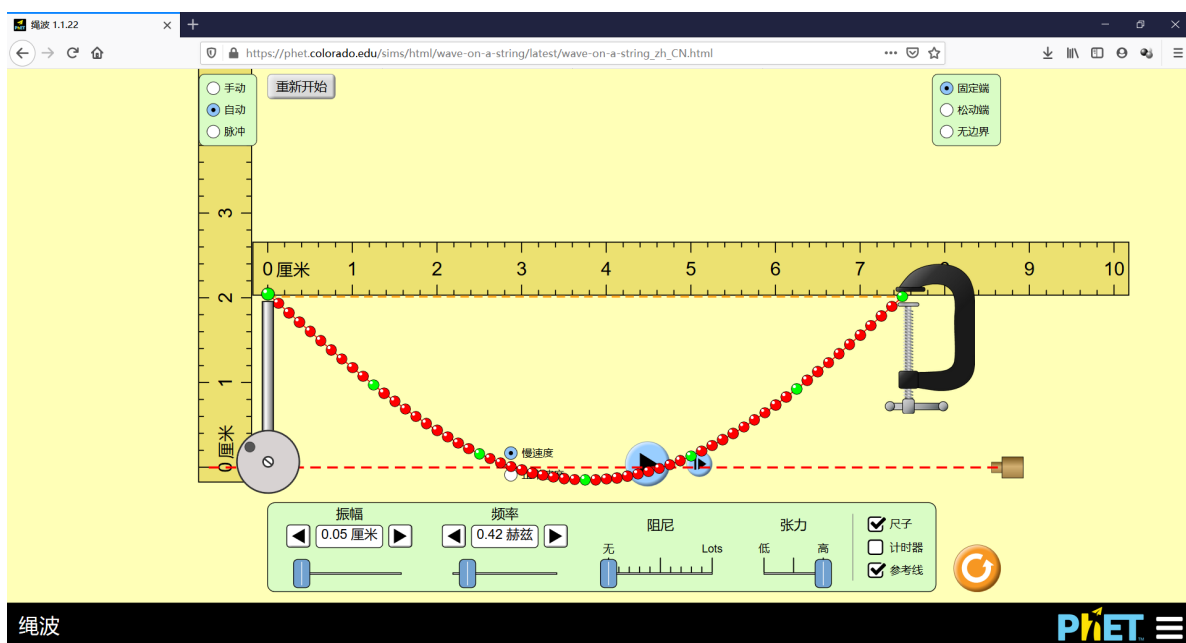 绳波 1.1.22
https://phet.colorado.edu/sims/html/wave-on-a-string/latest/wave-on-a-string_zh_CN.html
手动
自动
脉冲
重新开始
固定端
松动端
无边界
3
2
1
0厘米
0厘米 1 2 3 4 5 6 7 8 9 10
慢速度
振幅
0.05 厘米
频率
0.42 赫兹
阻尼
无 Lots
张力
低 高
尺子
计时器
参考线
绳波
PhET